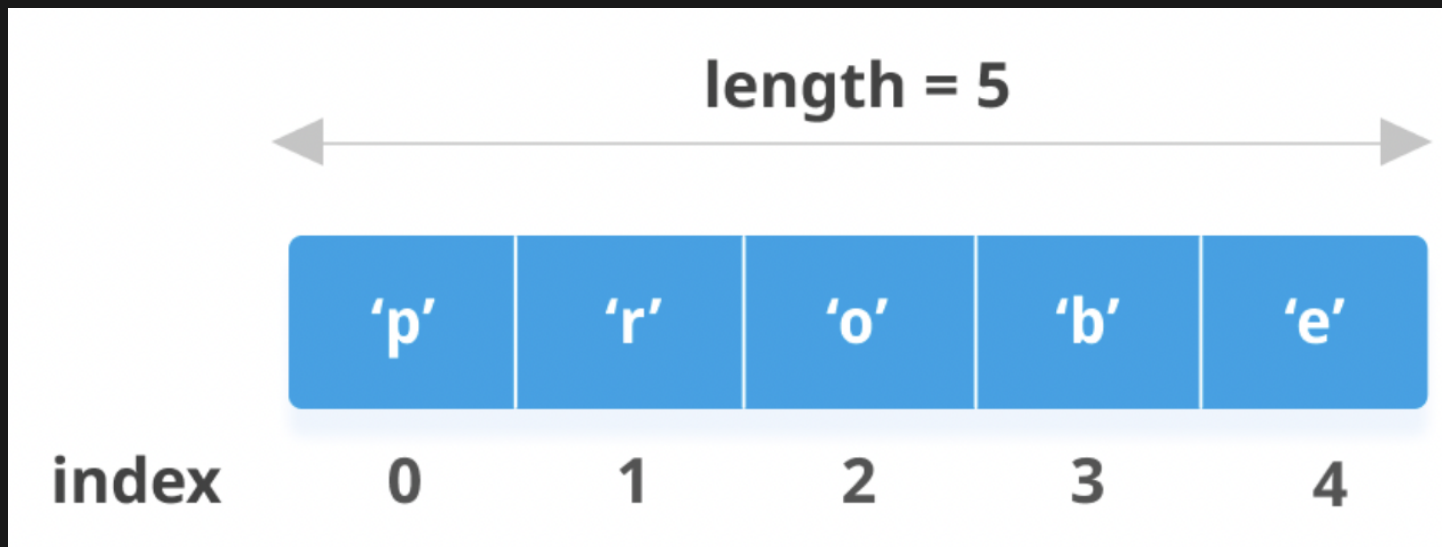 length = 5
‘p’ ‘r’ ‘o’ ‘b’ ‘e’
index 0 1 2 3 4